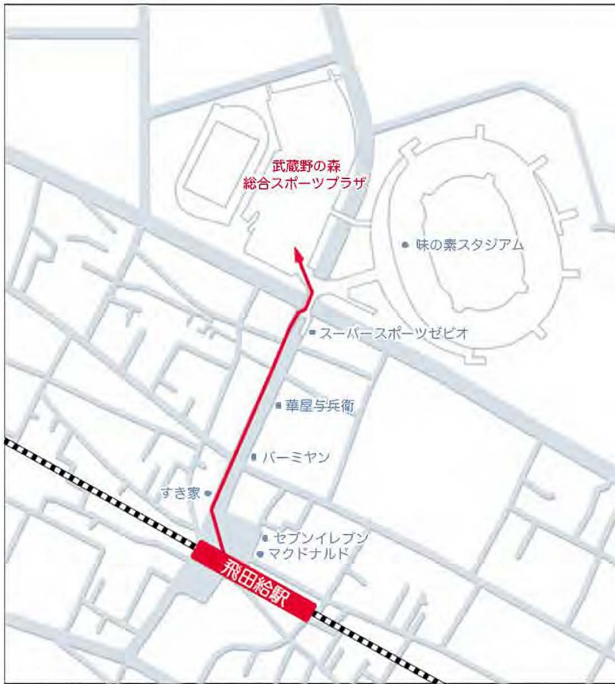 武蔵野の森
総合スポーツプラザ
味の素スタジアム
スーパースポーツゼビオ
華屋与兵衛
バーミヤン
すき家
セブンイレブン
マクドナルド
飛田給駅